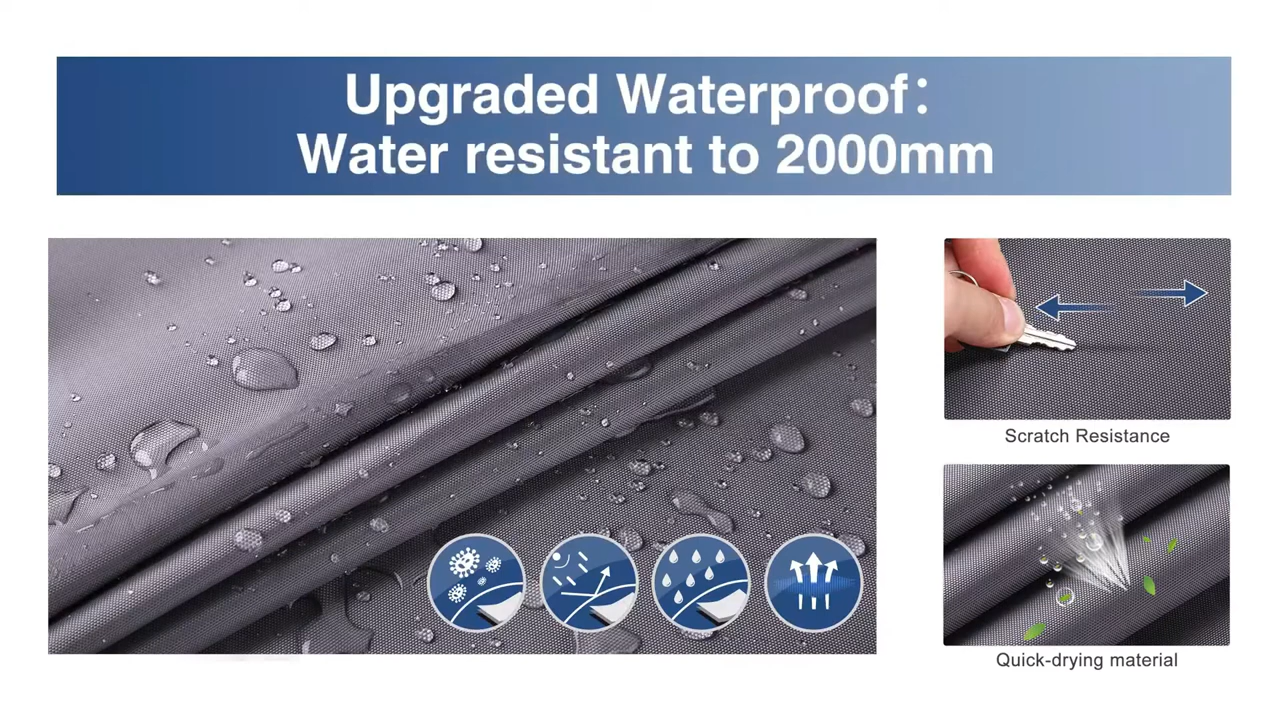 Upgraded Waterproof:
Water resistant to 2000mm
Scratch Resistance
Quick-drying material